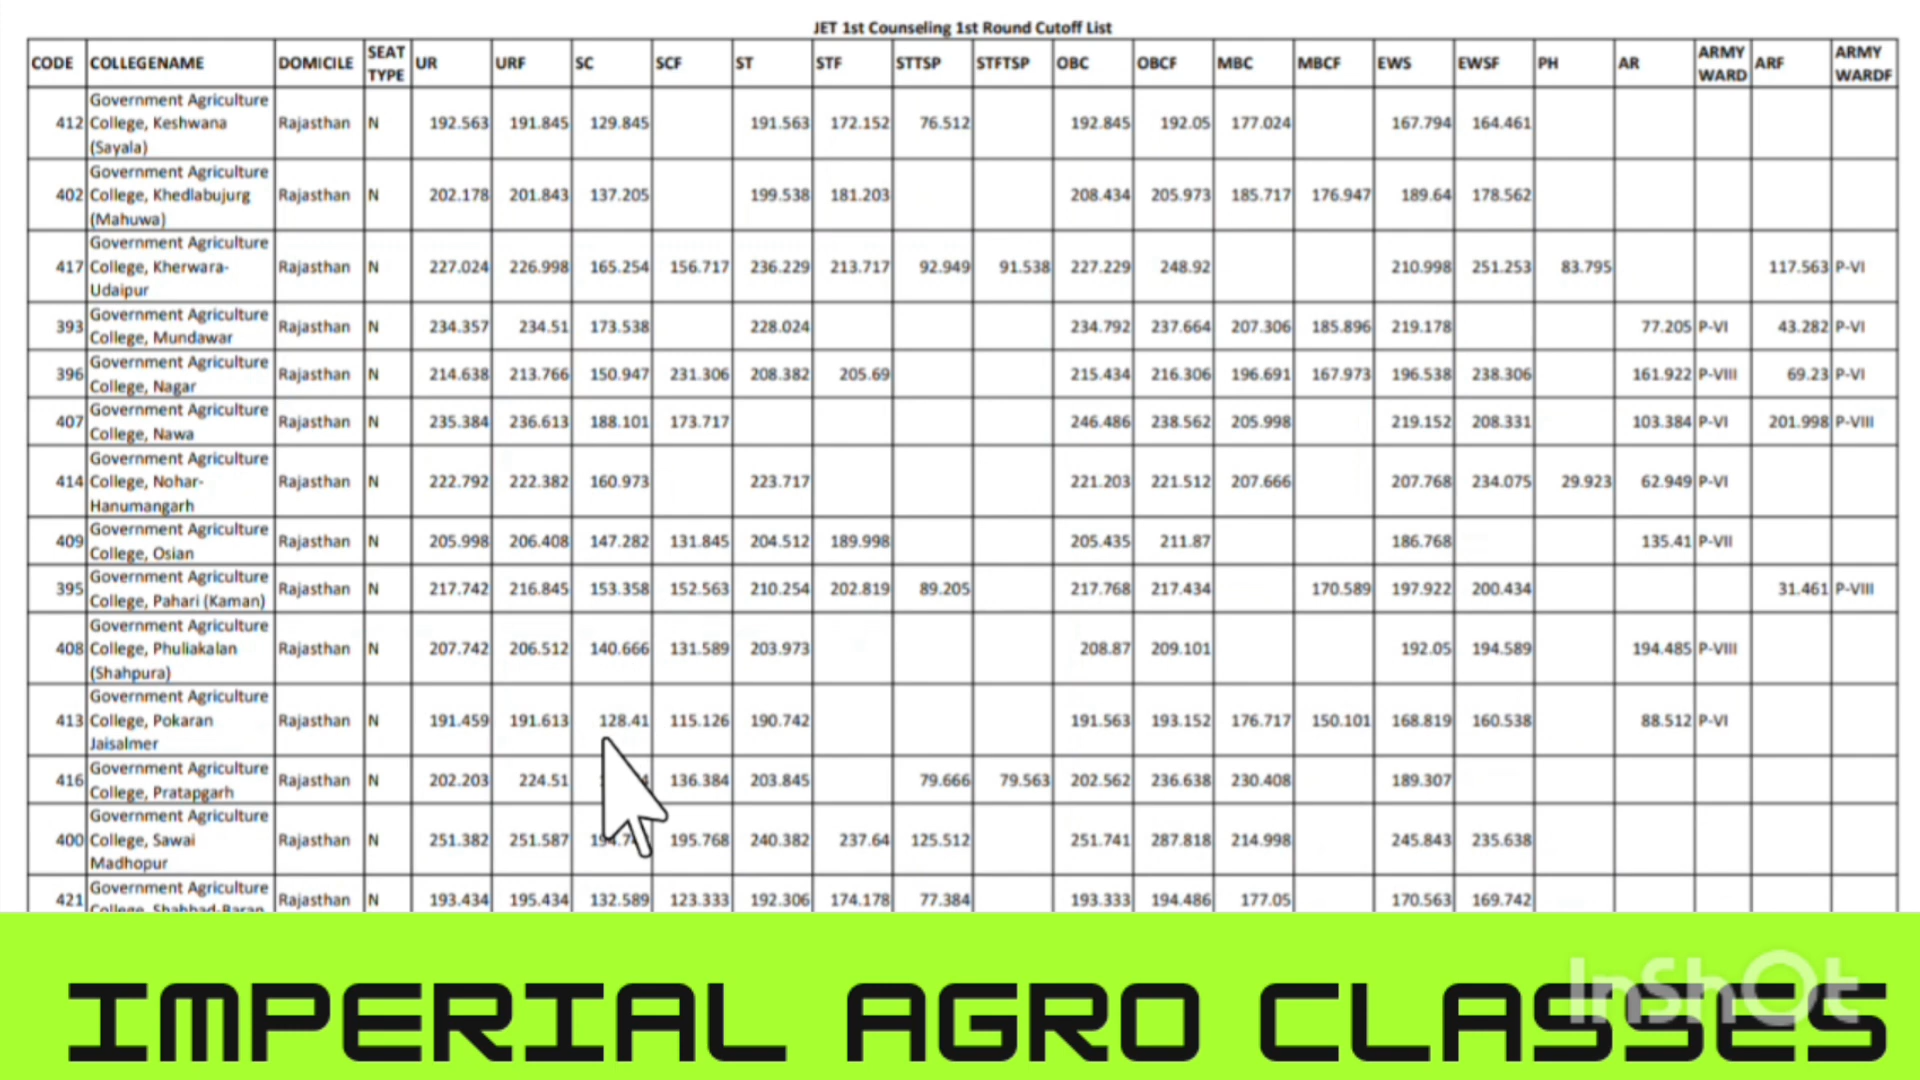 JET 1st Counseling 1st Round Cutoff List
CODE COLLEGENAME DOMICILE SEAT TYPE UR URF SC SCF ST STF STTSP STFTSP OBC OBCF MBC MBCF EWS EWSF PH AR ARMY WARD ARF ARMY WARDF
412 Government Agriculture College, Keshwana (Sayala) Rajasthan N 192.563 191.845 129.845 191.563 172.152 76.512 192.845 192.05 177.024 167.794 164.461
402 Government Agriculture College, Khedlabujurg (Mahuwa) Rajasthan N 202.178 201.843 137.205 199.538 181.203 208.434 205.973 185.717 176.947 189.64 178.562
417 Government Agriculture College, Kherwara-Udaipur Rajasthan N 227.024 226.998 165.254 156.717 236.229 213.717 92.949 91.538 227.229 248.92 210.998 251.253 83.795 117.563 P-VI
393 Government Agriculture College, Mundawar Rajasthan N 234.357 234.51 173.538 228.024 234.792 237.664 207.306 185.896 219.178 77.205 P-VI 43.282 P-VI
396 Government Agriculture College, Nagar Rajasthan N 214.638 213.766 150.947 231.306 208.382 205.69 215.434 216.306 196.691 167.973 196.538 238.306 161.922 P-VIII 69.23 P-VI
407 Government Agriculture College, Nawa Rajasthan N 235.384 236.613 188.101 173.717 246.486 238.562 205.998 219.152 208.331 103.384 P-VI 201.998 P-VIII
414 Government Agriculture College, Nohar-Hanumangarh Rajasthan N 222.792 222.382 160.973 223.717 221.203 221.512 207.666 207.768 234.075 29.923 62.949 P-VI
409 Government Agriculture College, Osian Rajasthan N 205.998 206.408 147.282 131.845 204.512 189.998 205.435 211.87 186.768 135.41 P-VII
395 Government Agriculture College, Pahari (Kaman) Rajasthan N 217.742 216.845 153.358 152.563 210.254 202.819 89.205 217.768 217.434 170.589 197.922 200.434 31.461 P-VIII
408 Government Agriculture College, Phuliakalan (Shahpura) Rajasthan N 207.742 206.512 140.666 131.589 203.973 208.87 209.101 192.05 194.589 194.485 P-VIII
413 Government Agriculture College, Pokaran Jaisalmer Rajasthan N 191.459 191.613 128.41 115.126 190.742 191.563 193.152 176.717 150.101 168.819 160.538 88.512 P-VI
416 Government Agriculture College, Pratapgarh Rajasthan N 202.203 224.51 136.384 203.845 79.666 79.563 202.562 236.638 230.408 189.307
400 Government Agriculture College, Sawai Madhopur Rajasthan N 251.382 251.587 195.768 240.382 237.64 125.512 251.741 287.818 214.998 245.843 235.638
421 Government Agriculture College, Shahbad-Baran Rajasthan N 193.434 195.434 132.589 123.333 192.306 174.178 77.384 193.333 194.486 177.05 170.563 169.742
InShOt
IMPERIAL AGRO CLASSES